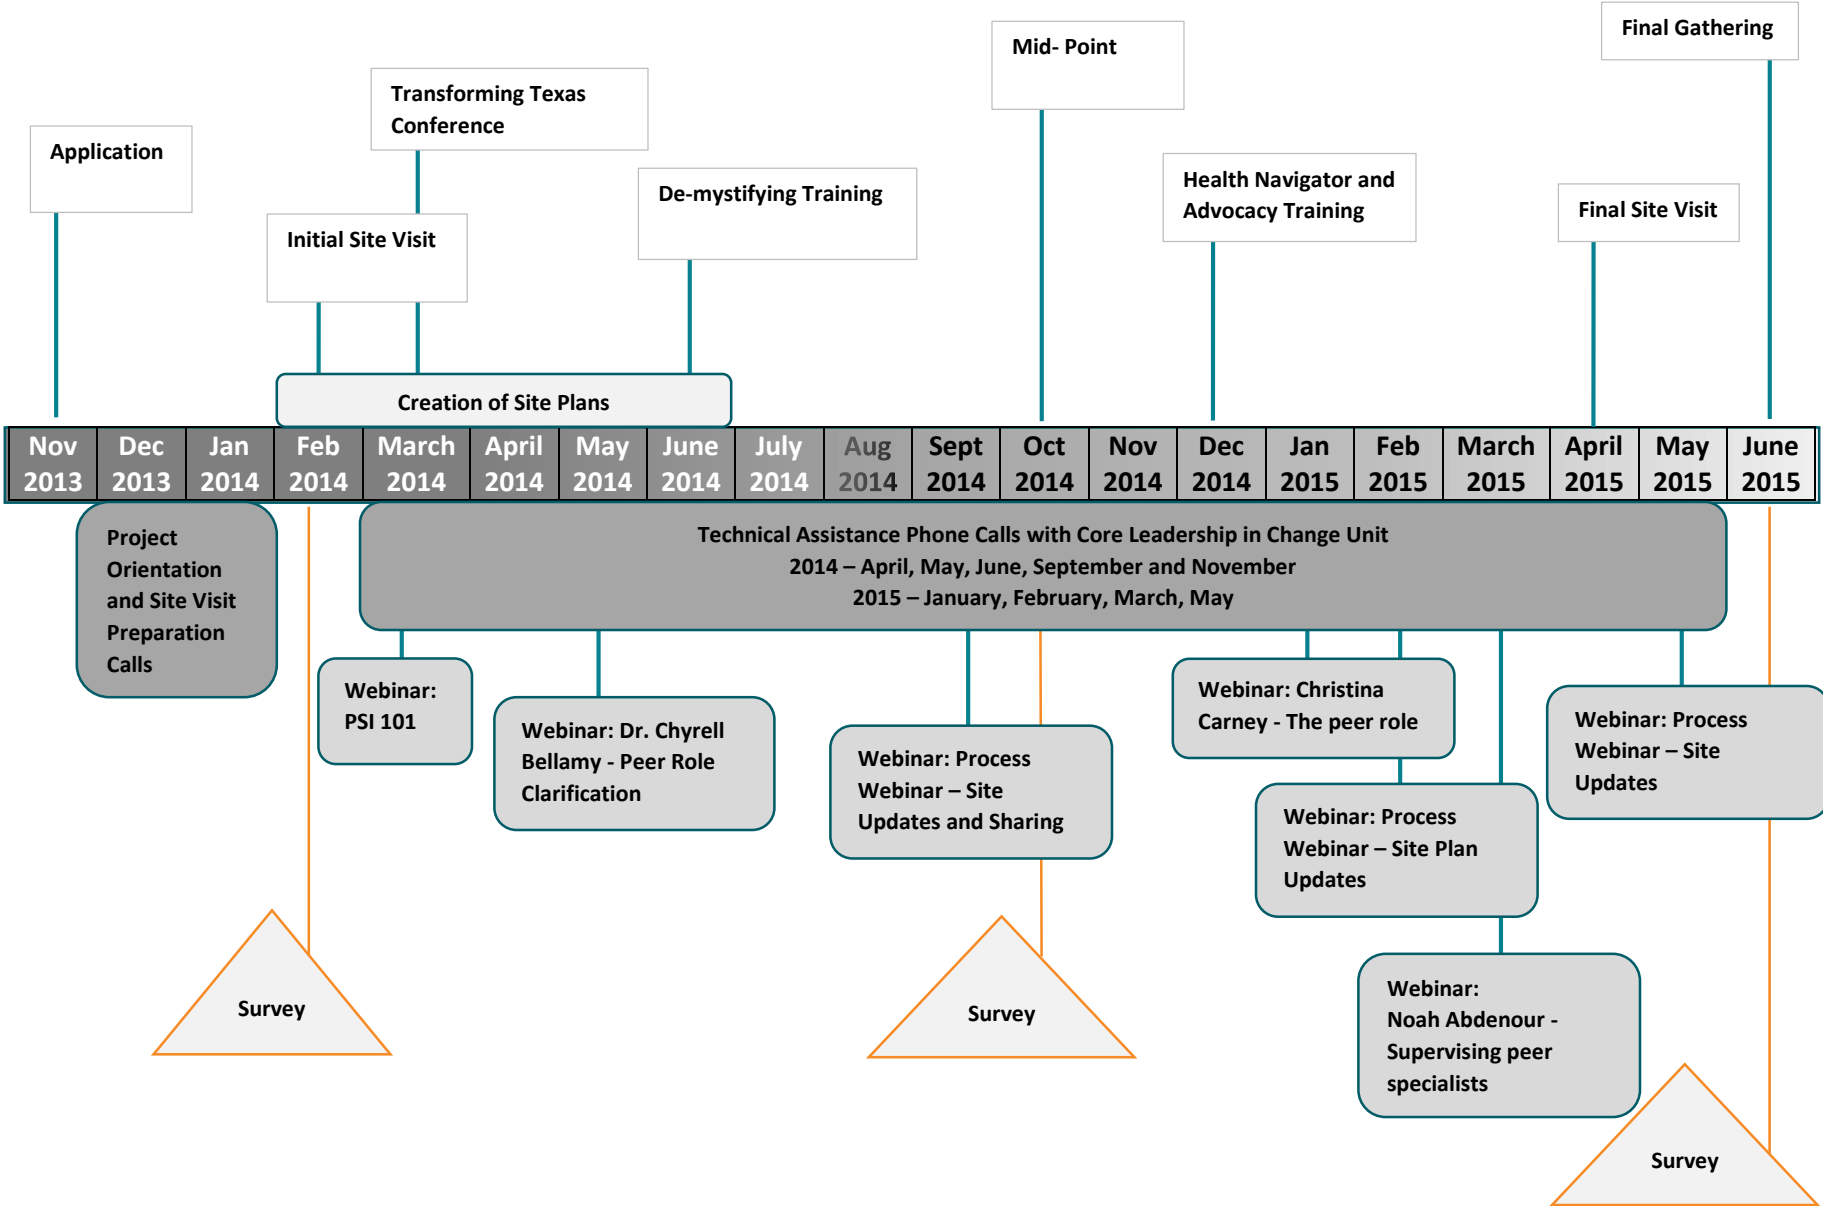 Final Gathering
Mid- Point
Transforming Texas
Conference
Application
Health Navigator and
Advocacy Training
De-mystifying Training
Final Site Visit
Initial Site Visit
Creation of Site Plans
Nov Dec Jan Feb March April May June July Aug Sept Oct Nov Dec Jan Feb March April May June
2013 2013 2014 2014 2014 2014 2014 2014 2014 2014 2014 2014 2014 2014 2015 2015 2015 2015 2015 2015
Project
Orientation
and Site Visit
Preparation
Calls
Technical Assistance Phone Calls with Core Leadership in Change Unit
2014 – April, May, June, September and November
2015 – January, February, March, May
Webinar:
PSI 101
Webinar: Dr. Chyrell
Bellamy - Peer Role
Clarification
Webinar: Process
Webinar – Site
Updates and Sharing
Webinar: Christina
Carney - The peer role
Webinar: Process
Webinar – Site Plan
Updates
Webinar: Process
Webinar – Site
Updates
Webinar:
Noah Abdenour -
Supervising peer
specialists
Survey
Survey
Survey